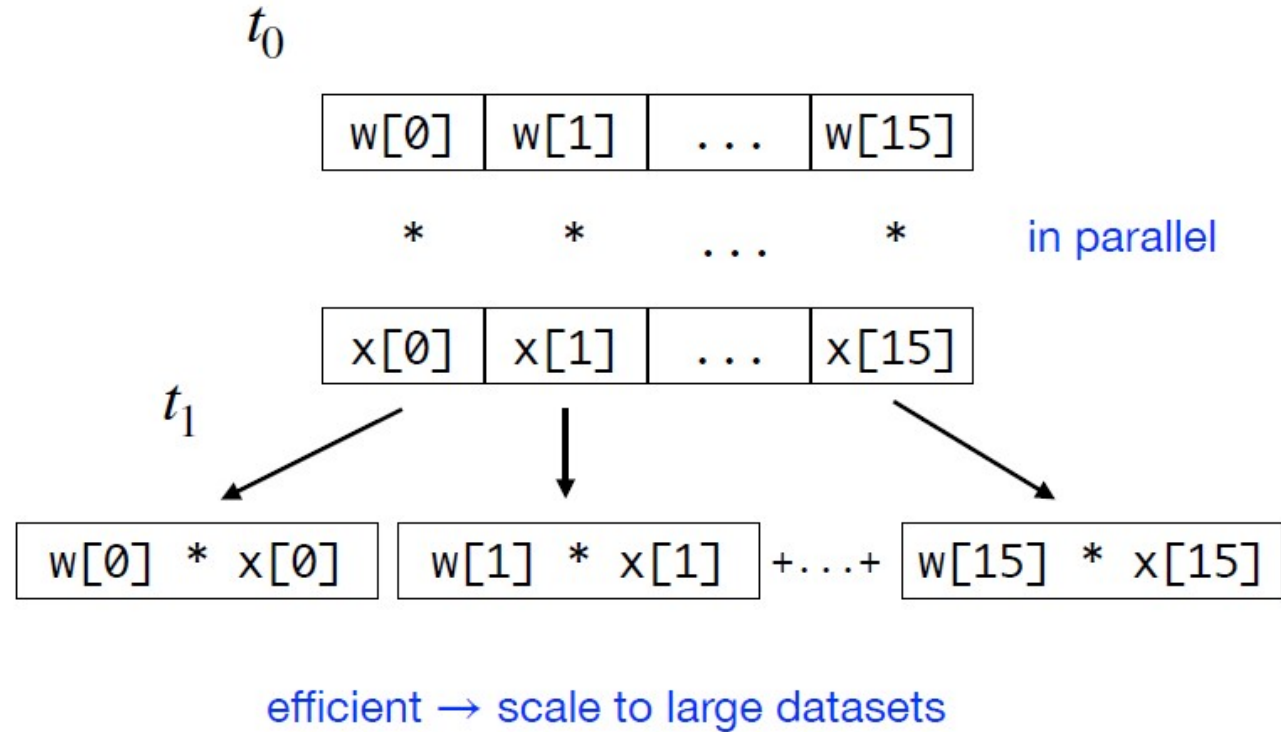 t0
w[0] w[1] ... w[15]
* * ... * in parallel
x[0] x[1] ... x[15]
t1
w[0] * x[0] w[1] * x[1] +...+ w[15] * x[15]
efficient → scale to large datasets